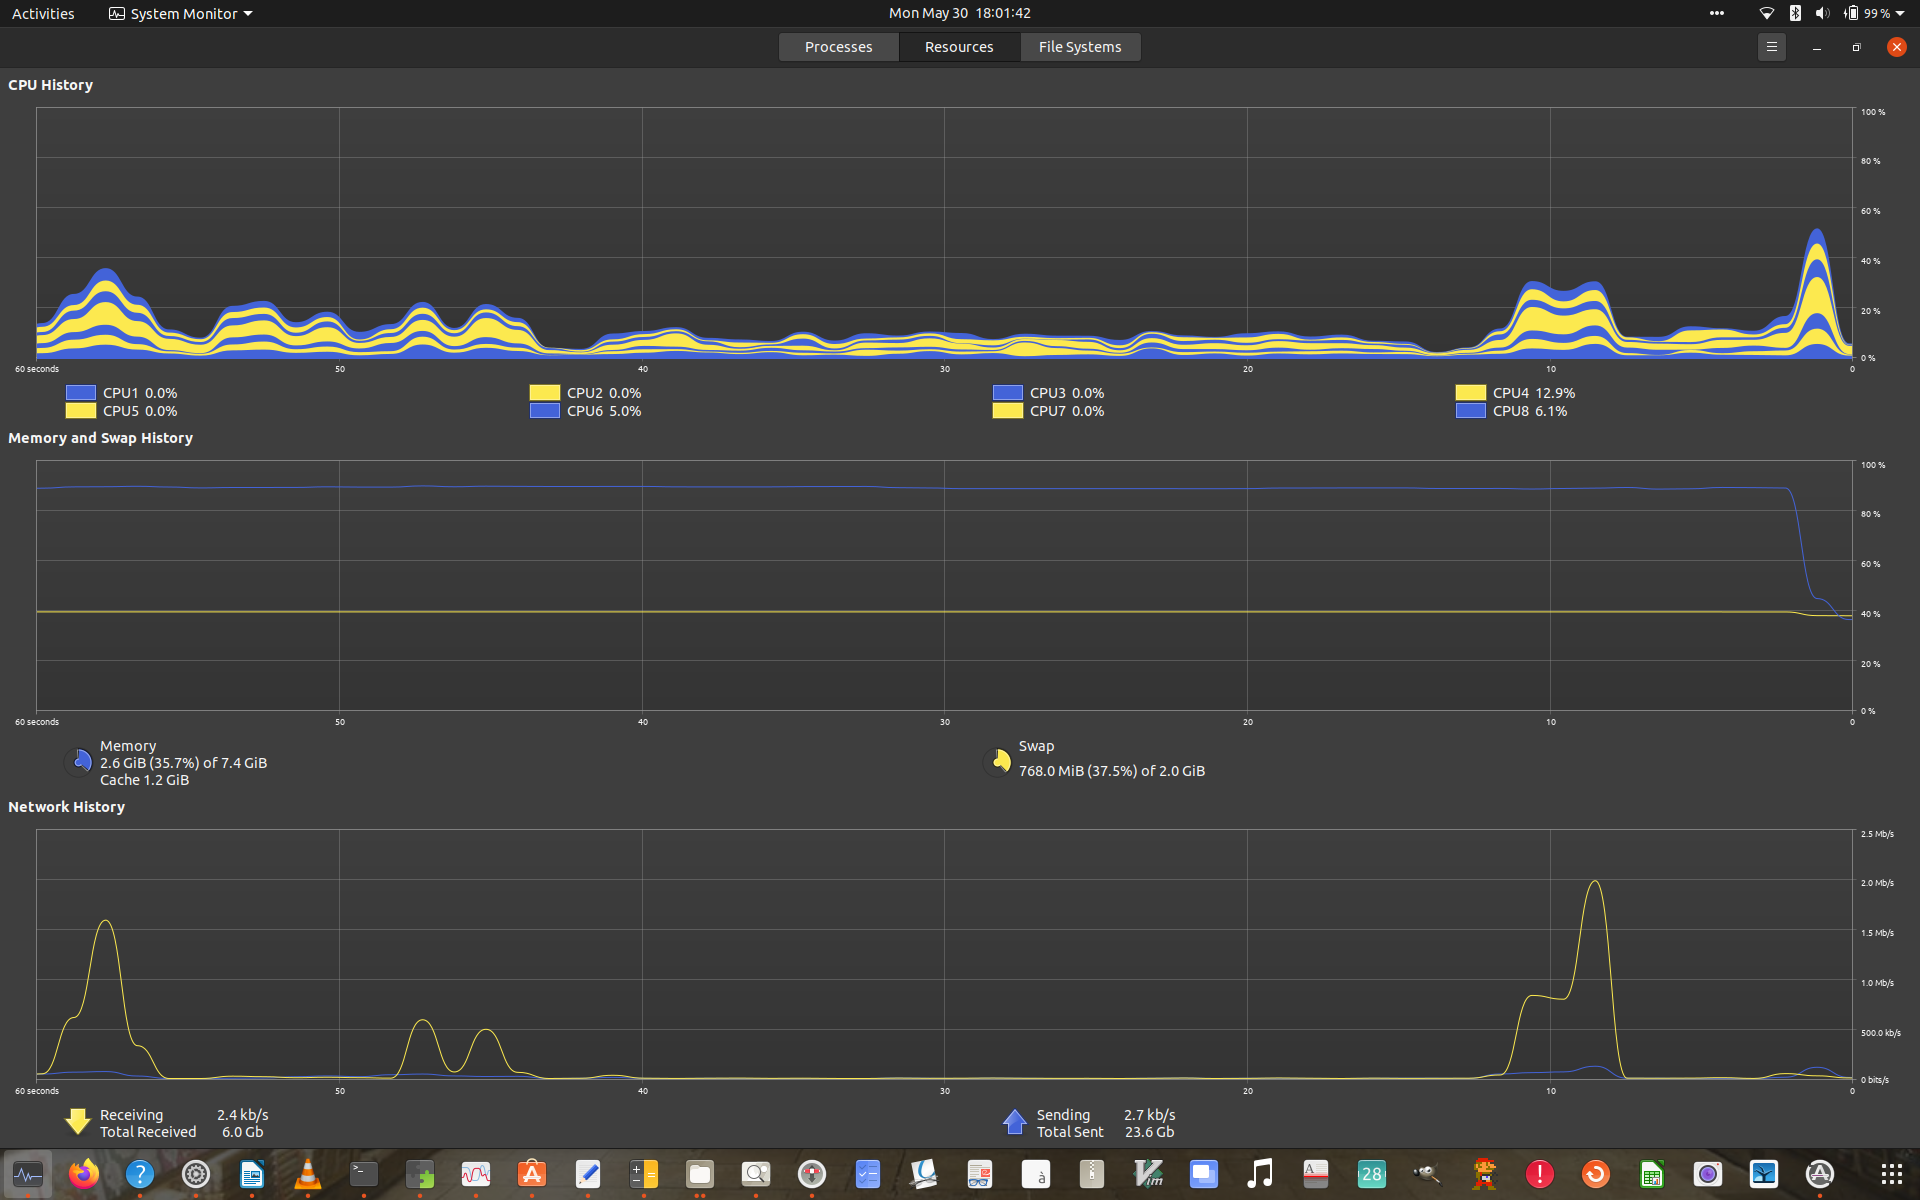 Activities System Monitor Mon May 30 18:01:42 99 %
Processes Resources File Systems
CPU History
100 %
80 %
60 %
40 %
20 %
0 %
60 seconds 50 40 30 20 10 0
CPU1 0.0% CPU2 0.0% CPU3 0.0% CPU4 12.9%
CPU5 0.0% CPU6 5.0% CPU7 0.0% CPU8 6.1%
Memory and Swap History
100 %
80 %
60 %
40 %
20 %
0 %
60 seconds 50 40 30 20 10 0
Memory
2.6 GiB (35.7%) of 7.4 GiB
Cache 1.2 GiB
Swap
768.0 MiB (37.5%) of 2.0 GiB
Network History
2.5 Mb/s
2.0 Mb/s
1.5 Mb/s
1.0 Mb/s
500.0 kb/s
0 bits/s
60 seconds 50 40 30 20 10 0
Receiving 2.4 kb/s
Total Received 6.0 Gb
Sending 2.7 kb/s
Total Sent 23.6 Gb
? >_ A à Vim A 28 !